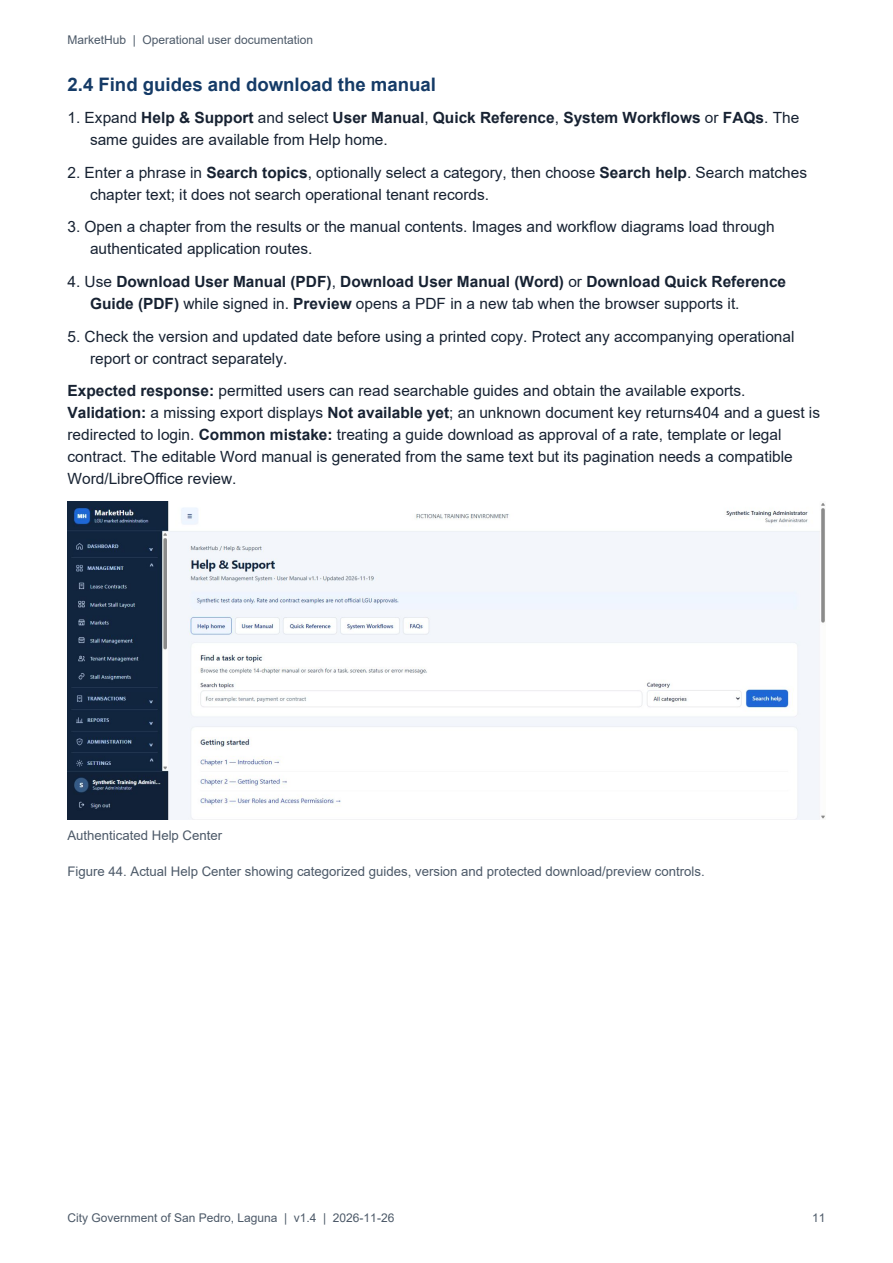 MarketHub | Operational user documentation
2.4 Find guides and download the manual
1. Expand Help & Support and select User Manual, Quick Reference, System Workflows or FAQs. The
same guides are available from Help home.
2. Enter a phrase in Search topics, optionally select a category, then choose Search help. Search matches
chapter text; it does not search operational tenant records.
3. Open a chapter from the results or the manual contents. Images and workflow diagrams load through
authenticated application routes.
4. Use Download User Manual (PDF), Download User Manual (Word) or Download Quick Reference
Guide (PDF) while signed in. Preview opens a PDF in a new tab when the browser supports it.
5. Check the version and updated date before using a printed copy. Protect any accompanying operational
report or contract separately.
Expected response: permitted users can read searchable guides and obtain the available exports.
Validation: a missing export displays Not available yet; an unknown document key returns404 and a guest is
redirected to login. Common mistake: treating a guide download as approval of a rate, template or legal
contract. The editable Word manual is generated from the same text but its pagination needs a compatible
Word/LibreOffice review.
MH MarketHub
LGU market administration
DASHBOARD
MANAGEMENT
Lease Contracts
Market Stall Layout
Markets
Stall Management
Tenant Management
Stall Assignments
TRANSACTIONS
REPORTS
ADMINISTRATION
SETTINGS
S Synthetic Training Admini...
Super Administrator
Sign out
FICTIONAL TRAINING ENVIRONMENT
Synthetic Training Administrator
Super Administrator
MarketHub / Help & Support
Help & Support
Market Stall Management System - User Manual v1.1 - Updated 2026-11-19
Synthetic test data only. Rate and contract examples are not official LGU approvals.
Help home User Manual Quick Reference System Workflows FAQs
Find a task or topic
Browse the complete 14-chapter manual or search for a task, screen, status or error message.
Search topics Category
For example: tenant, payment or contract All categories Search help
Getting started
Chapter 1 — Introduction →
Chapter 2 — Getting Started →
Chapter 3 — User Roles and Access Permissions →
Authenticated Help Center
Figure 44. Actual Help Center showing categorized guides, version and protected download/preview controls.
City Government of San Pedro, Laguna | v1.4 | 2026-11-26 11